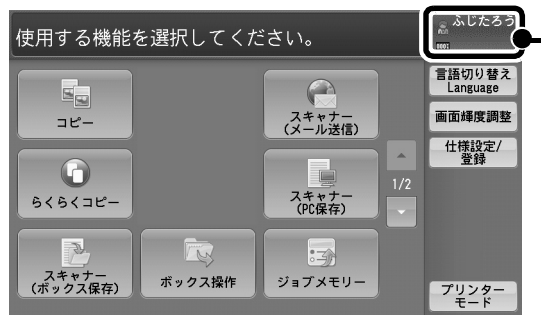 使用する機能を選択してください。
ふじたろう
0001
言語切り替え
Language
画面輝度調整
仕様設定/
登録
コピー
スキャナー
(メール送信)
1/2
らくらくコピー
スキャナー
(PC保存)
スキャナー
(ボックス保存)
ボックス操作
ジョブメモリー
プリンター
モード